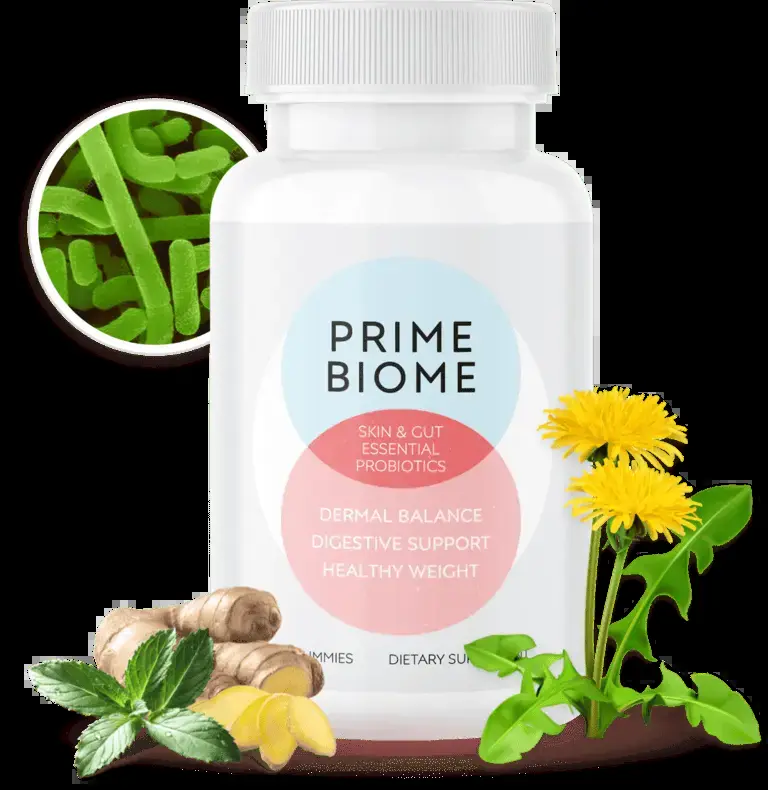 PRIME
BIOME
SKIN & GUT
ESSENTIAL
PROBIOTICS
DERMAL BALANCE
DIGESTIVE SUPPORT
HEALTHY WEIGHT
DIETARY